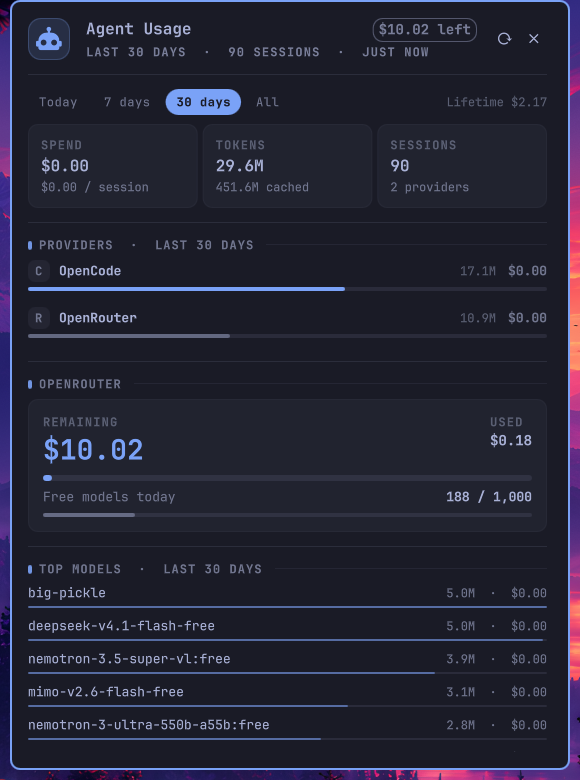 Agent Usage
$10.02 left
LAST 30 DAYS · 90 SESSIONS · JUST NOW
Today 7 days 30 days All Lifetime $2.17
SPEND
$0.00
$0.00 / session
TOKENS
29.6M
451.6M cached
SESSIONS
90
2 providers
PROVIDERS · LAST 30 DAYS
C OpenCode 17.1M $0.00
R OpenRouter 10.9M $0.00
OPENROUTER
REMAINING
$10.02
USED
$0.18
Free models today 188 / 1,000
TOP MODELS · LAST 30 DAYS
big-pickle 5.0M · $0.00
deepseek-v4.1-flash-free 5.0M · $0.00
nemotron-3.5-super-vl:free 3.9M · $0.00
mimo-v2.6-flash-free 3.1M · $0.00
nemotron-3-ultra-550b-a55b:free 2.8M · $0.00